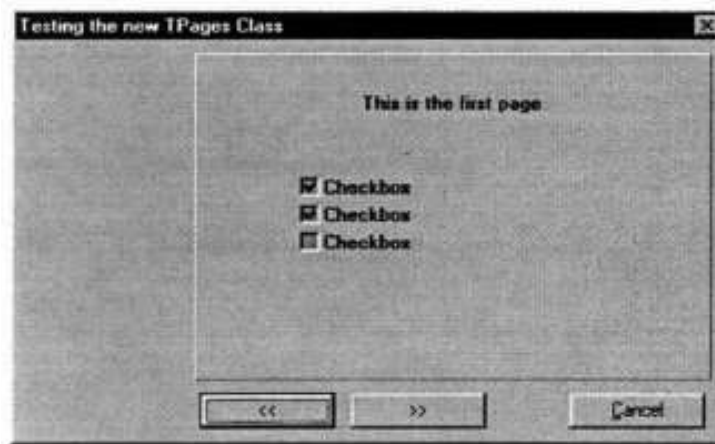 Testing the new TPages Class
This is the first page
Checkbox
Checkbox
Checkbox
<< >> Cancel